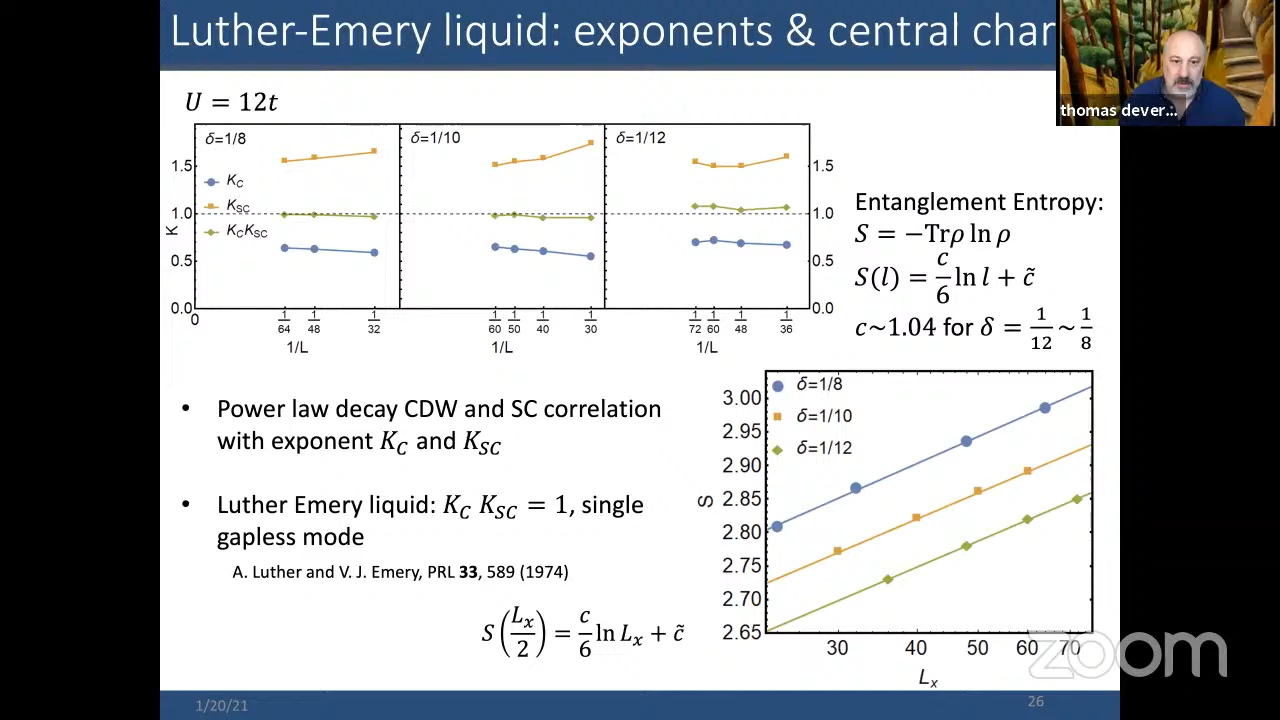 Luther-Emery liquid: exponents & central char
thomas dever...
U = 12t
δ=1/8
δ=1/10
δ=1/12
1.5
1.0
0.5
0.0
K
K_C
K_SC
K_C K_SC
1.5
1.0
0.5
0.0
0
1/64 1/48 1/32
1/60 1/50 1/40 1/30
1/72 1/60 1/48 1/36
1/L
1/L
1/L
Entanglement Entropy:
S = −Trρ ln ρ
S(l) = c/6 ln l + c̃
c~1.04 for δ = 1/12 ~ 1/8
• Power law decay CDW and SC correlation
with exponent K_C and K_SC
• Luther Emery liquid: K_C K_SC = 1, single
gapless mode
A. Luther and V. J. Emery, PRL 33, 589 (1974)
S(L_x/2) = c/6 ln L_x + c̃
δ=1/8
δ=1/10
δ=1/12
3.00
2.95
2.90
2.85
2.80
2.75
2.70
2.65
S
30 40 50 60 70
L_x
zoom
1/20/21
26